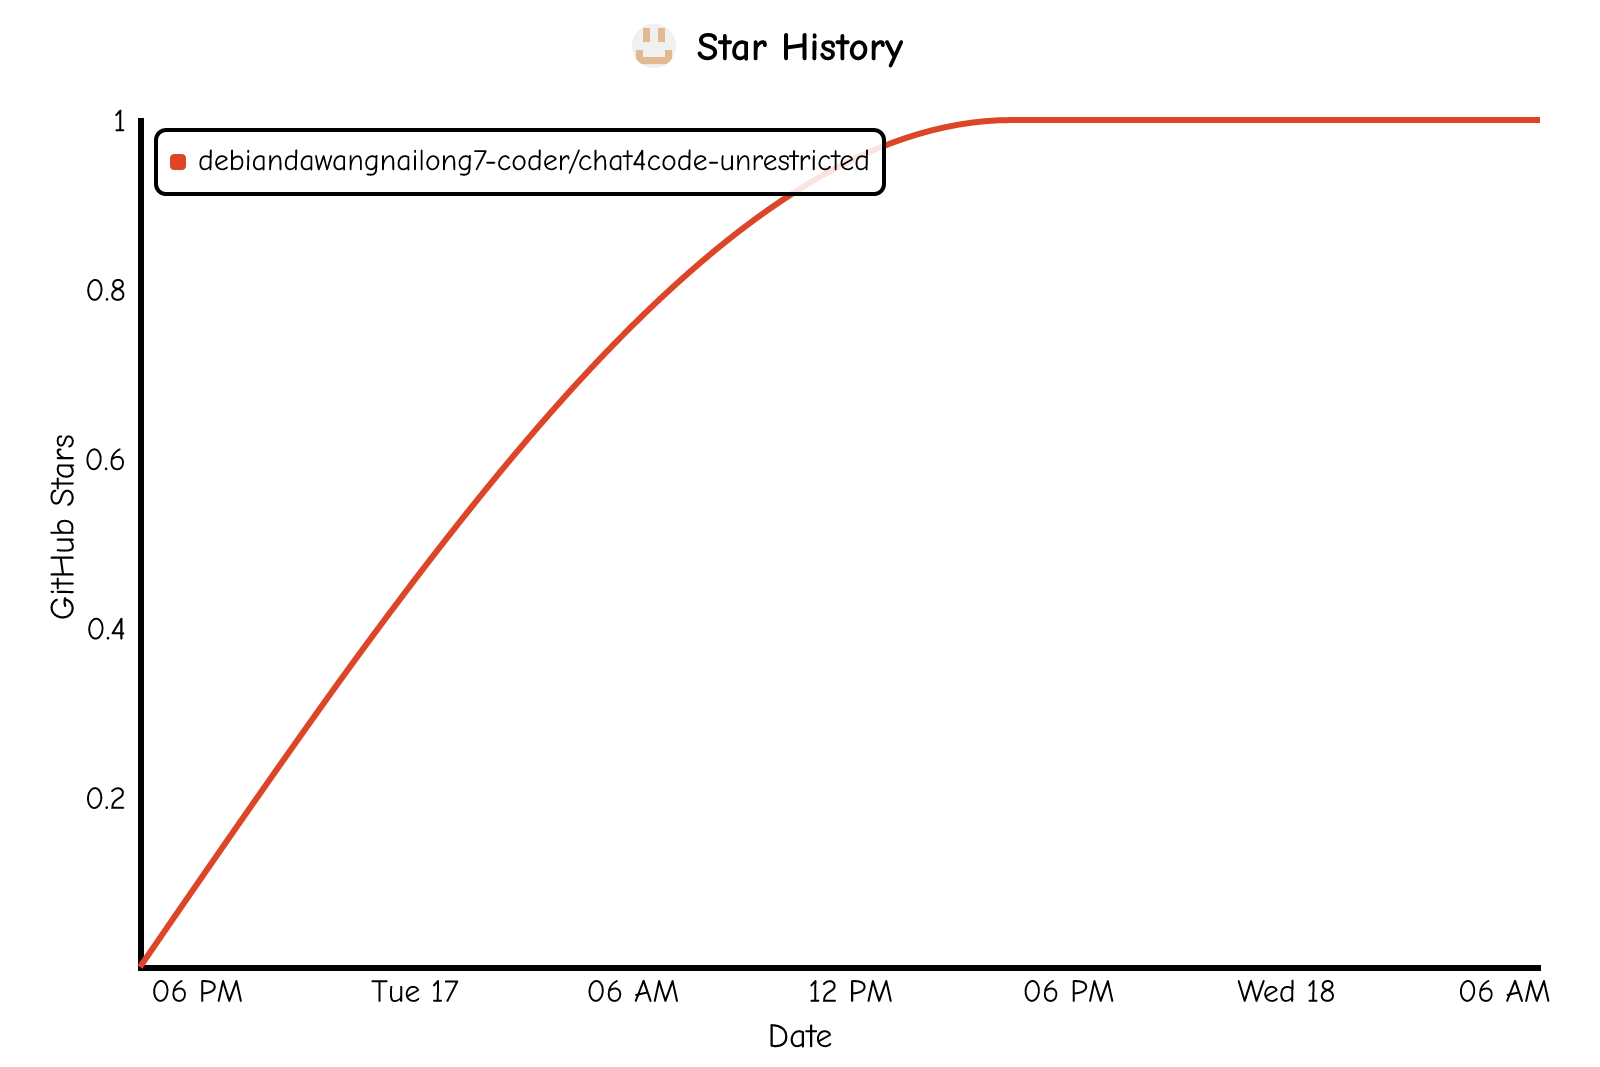 Star History
debiandawangnailong7-coder/chat4code-unrestricted
1
0.8
0.6
0.4
0.2
GitHub Stars
06 PM Tue 17 06 AM 12 PM 06 PM Wed 18 06 AM
Date